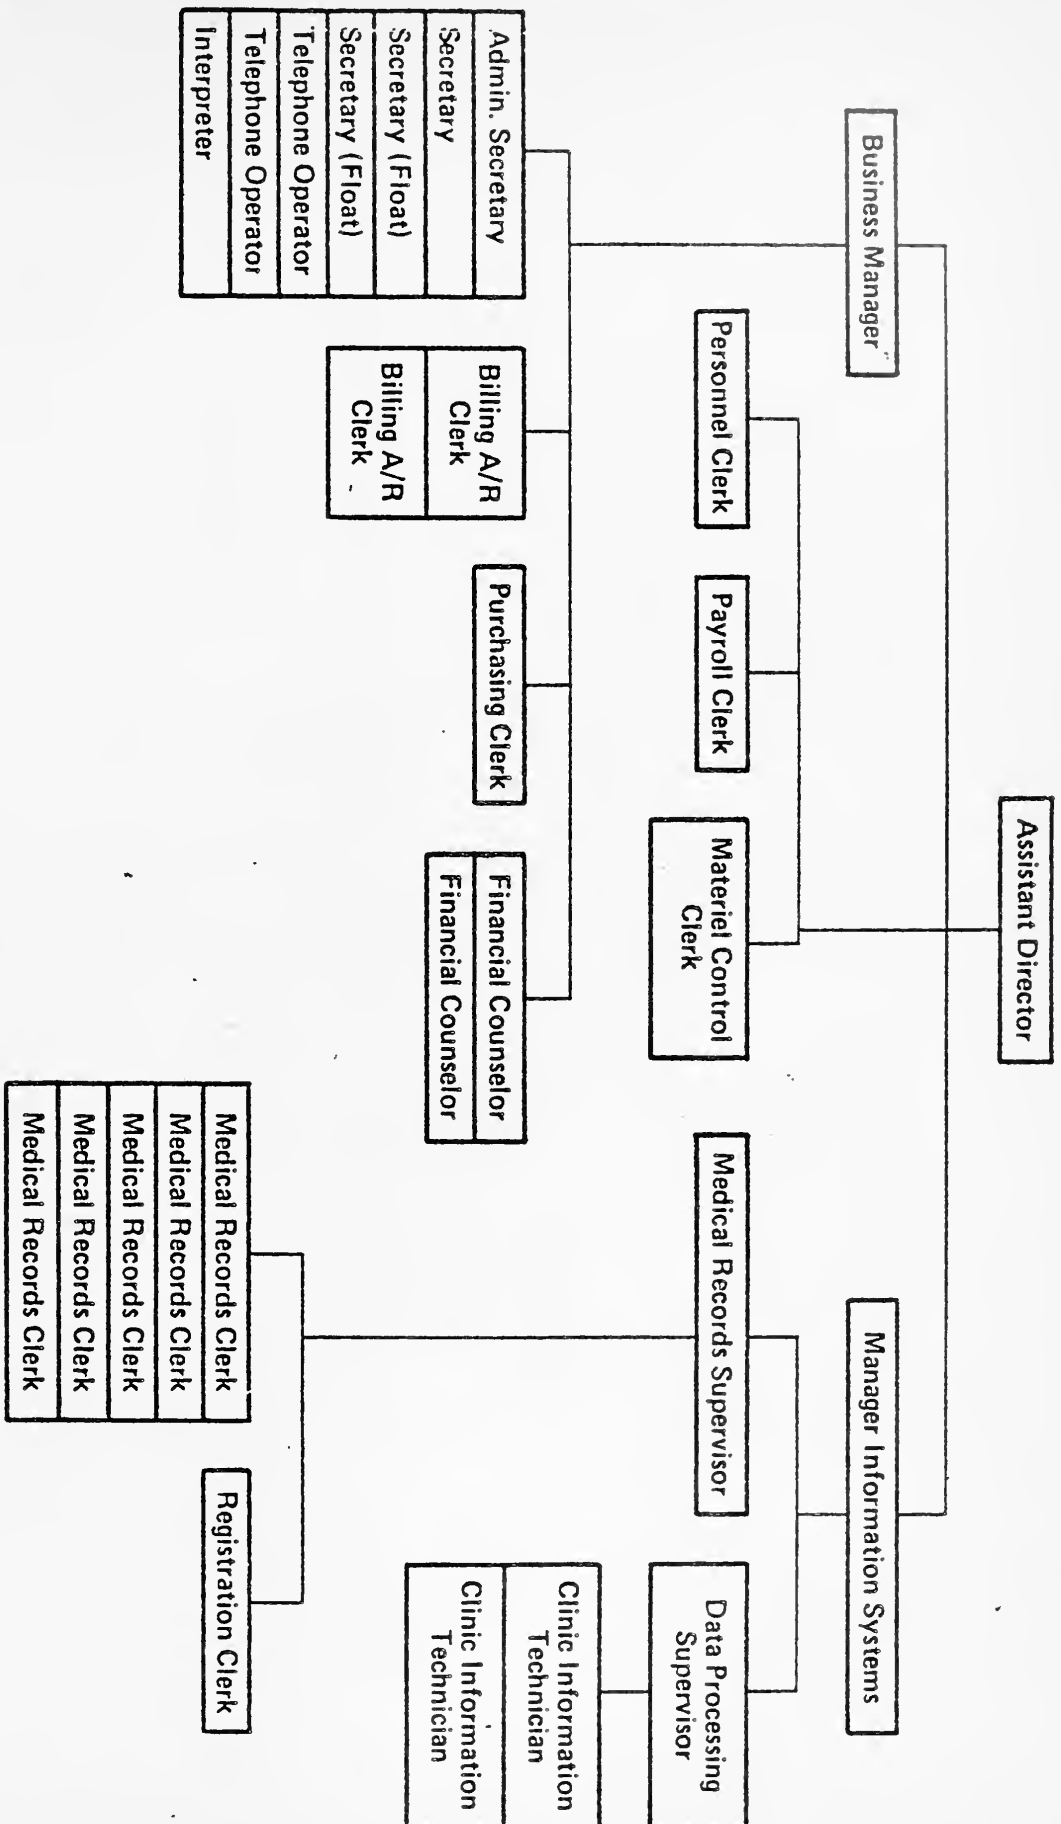 Assistant Director
Business Manager
Manager Information Systems
Personnel Clerk
Payroll Clerk
Materiel Control
Clerk
Medical Records Supervisor
Data Processing
Supervisor
Admin. Secretary
Secretary
Secretary (Float)
Secretary (Float)
Telephone Operator
Telephone Operator
Interpreter
Billing A/R
Clerk
Billing A/R
Clerk
Purchasing Clerk
Financial Counselor
Financial Counselor
Clinic Information
Technician
Clinic Information
Technician
Medical Records Clerk
Medical Records Clerk
Medical Records Clerk
Medical Records Clerk
Medical Records Clerk
Registration Clerk